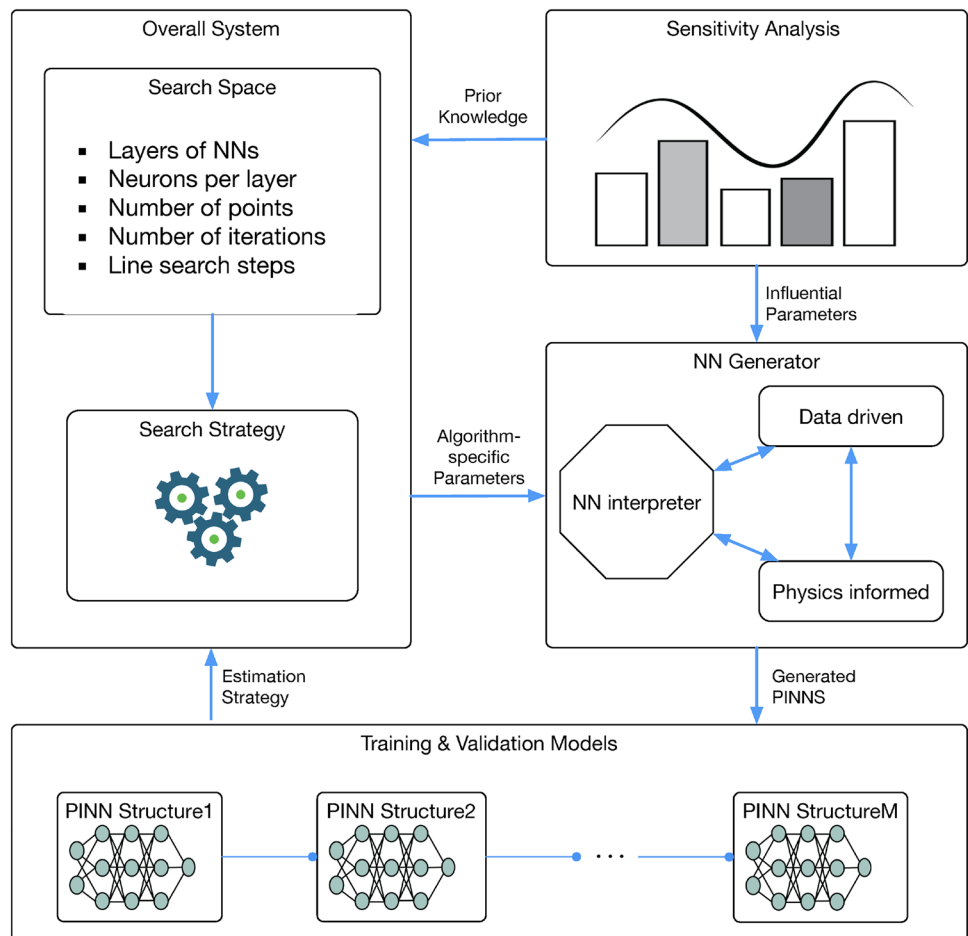 Overall System
Search Space
▪ Layers of NNs
▪ Neurons per layer
▪ Number of points
▪ Number of iterations
▪ Line search steps
Search Strategy
Prior
Knowledge
Sensitivity Analysis
Influential
Parameters
Algorithm-
specific
Parameters
NN Generator
NN interpreter
Data driven
Physics informed
Estimation
Strategy
Generated
PINNS
Training & Validation Models
PINN Structure1
PINN Structure2
...
PINN StructureM